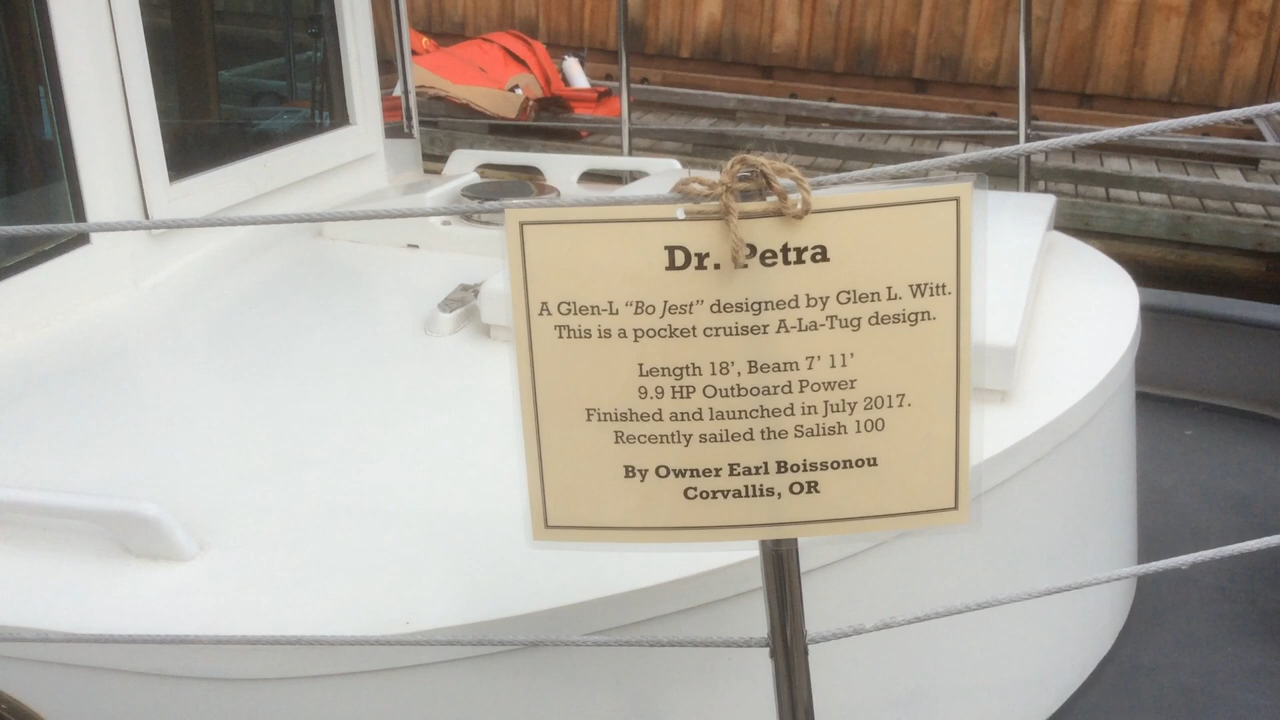 Dr. Petra
A Glen-L “Bo Jest” designed by Glen L. Witt.
This is a pocket cruiser A-La-Tug design.
Length 18’, Beam 7’ 11’
9.9 HP Outboard Power
Finished and launched in July 2017.
Recently sailed the Salish 100
By Owner Earl Boissonou
Corvallis, OR